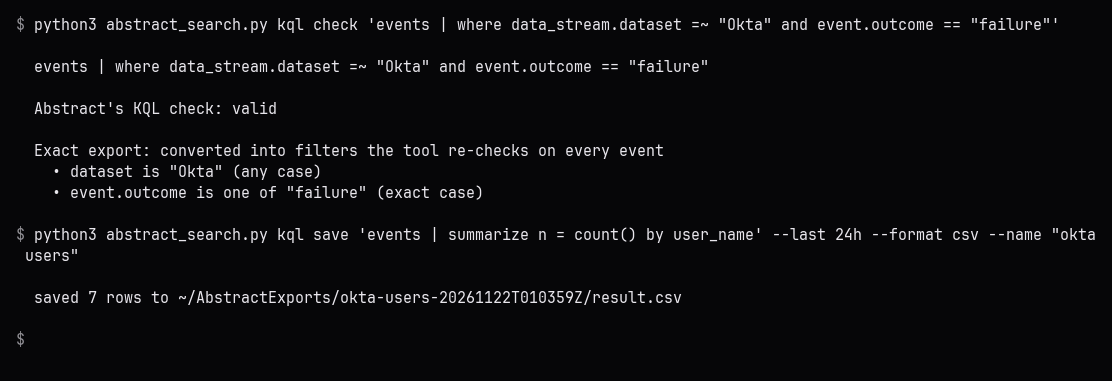 $ python3 abstract_search.py kql check 'events | where data_stream.dataset =~ "Okta" and event.outcome == "failure"'
events | where data_stream.dataset =~ "Okta" and event.outcome == "failure"
Abstract's KQL check: valid
Exact export: converted into filters the tool re-checks on every event
• dataset is "Okta" (any case)
• event.outcome is one of "failure" (exact case)
$ python3 abstract_search.py kql save 'events | summarize n = count() by user_name' --last 24h --format csv --name "okta
users"
saved 7 rows to ~/AbstractExports/okta-users-20261122T010359Z/result.csv
$